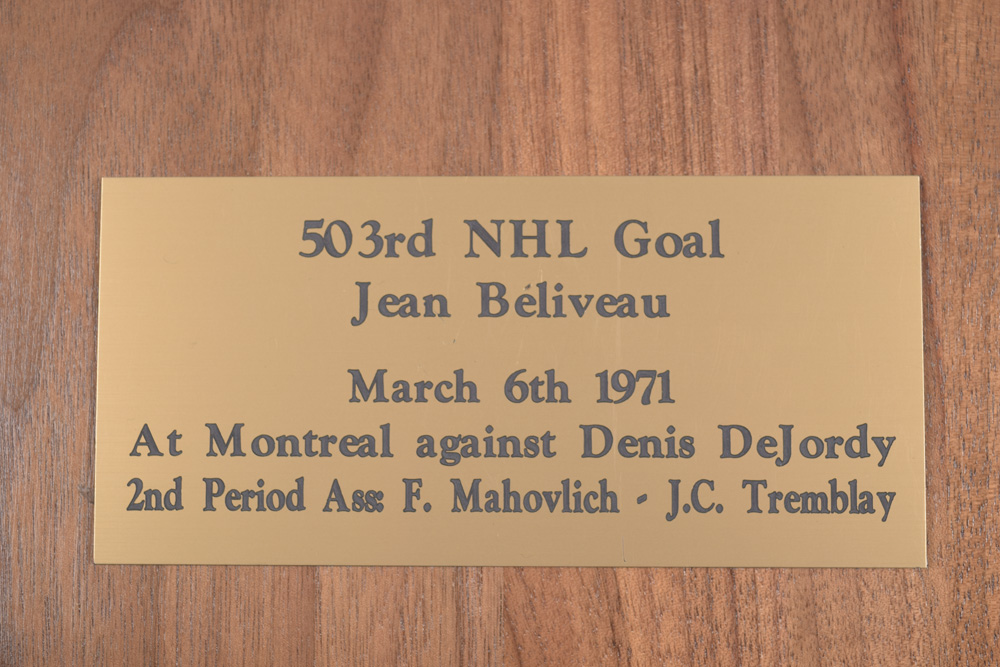 503rd NHL Goal
Jean Béliveau
March 6th 1971
At Montreal against Denis DeJordy
2nd Period Ass: F. Mahovlich - J.C. Tremblay